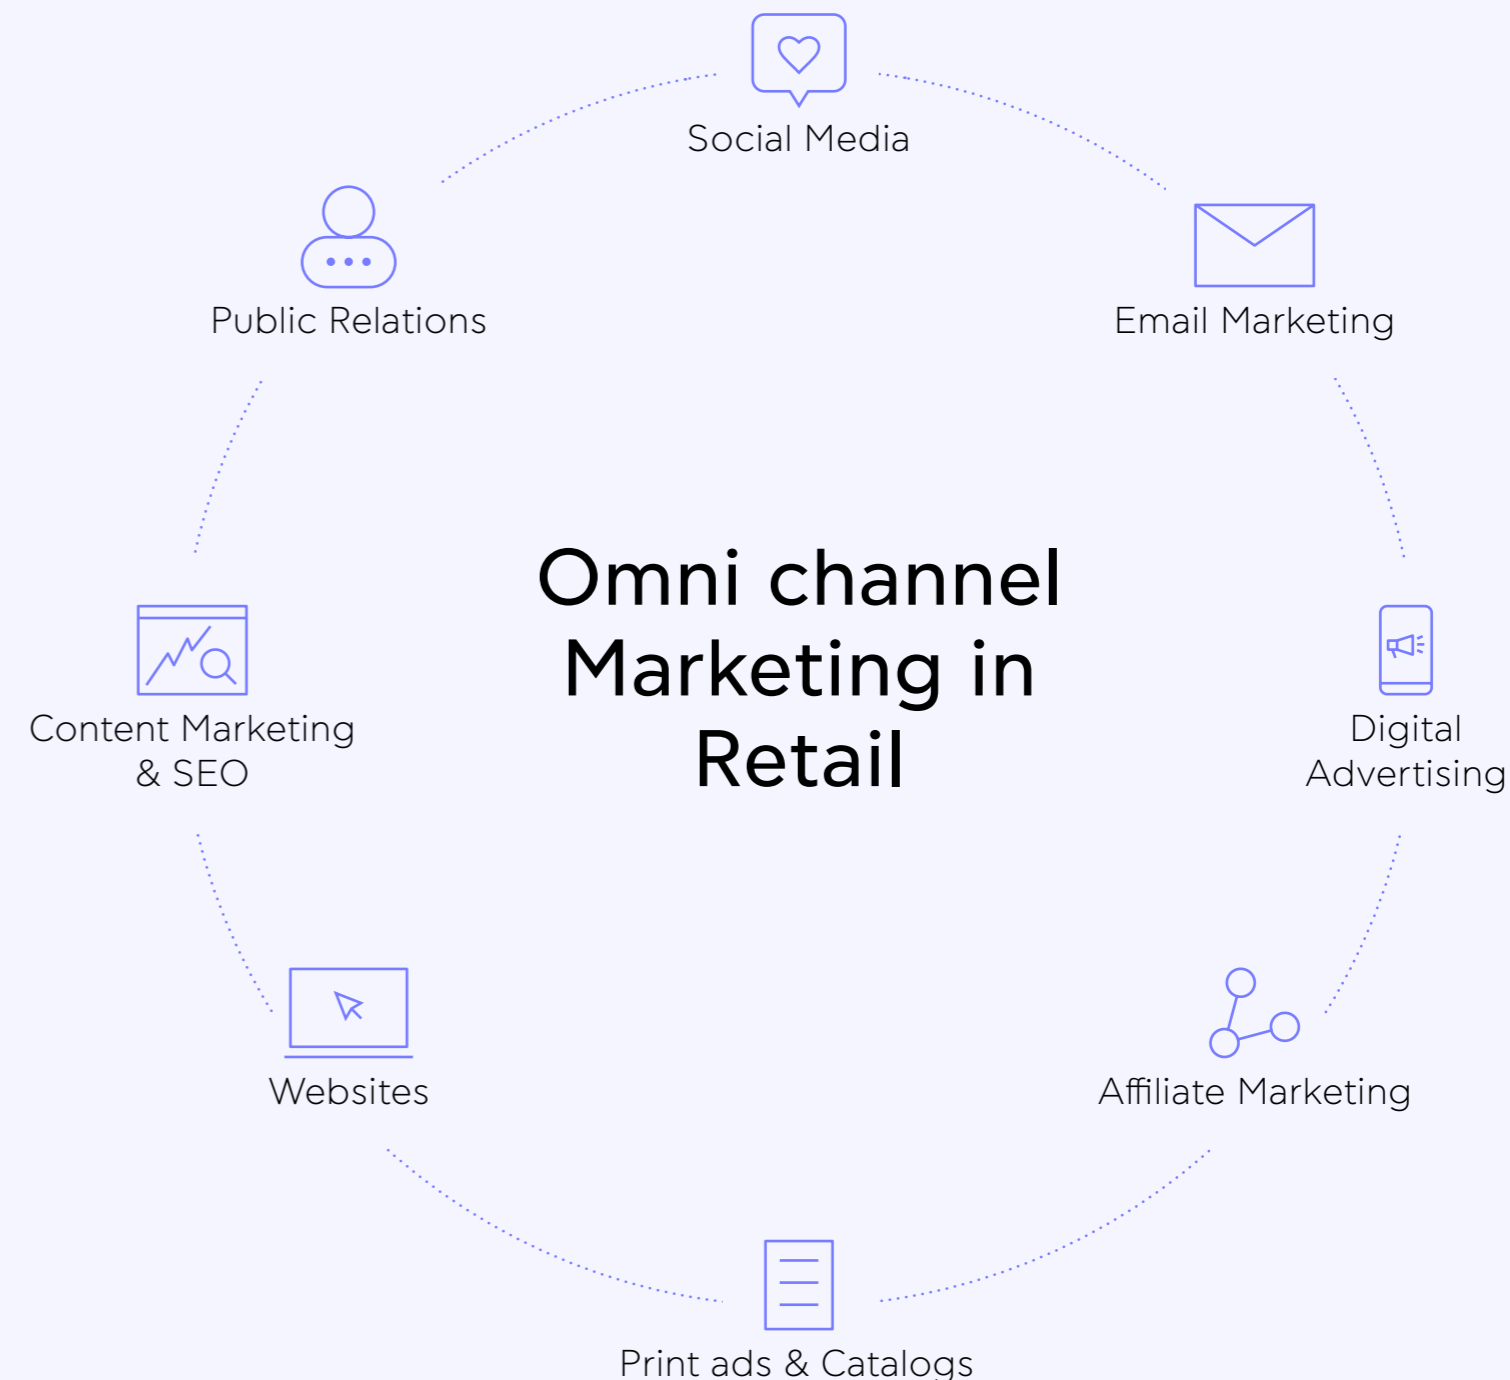 Social Media
Public Relations
Email Marketing
Omni channel
Marketing in
Retail
Content Marketing
& SEO
Digital
Advertising
Websites
Affiliate Marketing
Print ads & Catalogs